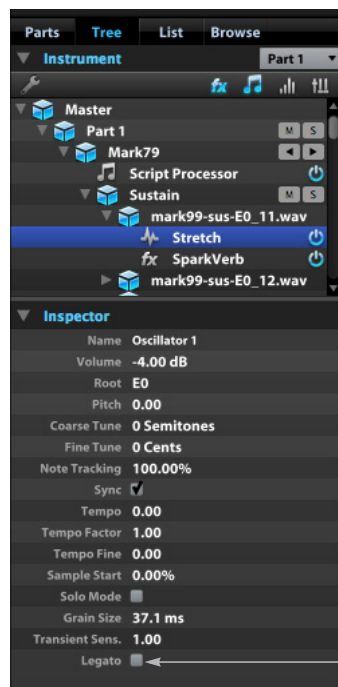 Parts Tree List Browse
Instrument Part 1
fx
Master
Part 1 M S
Mark79
Script Processor
Sustain M S
mark99-sus-E0_11.wav
Stretch
fx SparkVerb
mark99-sus-E0_12.wav
Inspector
Name Oscillator 1
Volume -4.00 dB
Root E0
Pitch 0.00
Coarse Tune 0 Semitones
Fine Tune 0 Cents
Note Tracking 100.00%
Sync
Tempo 0.00
Tempo Factor 1.00
Tempo Fine 0.00
Sample Start 0.00%
Solo Mode
Grain Size 37.1 ms
Transient Sens. 1.00
Legato